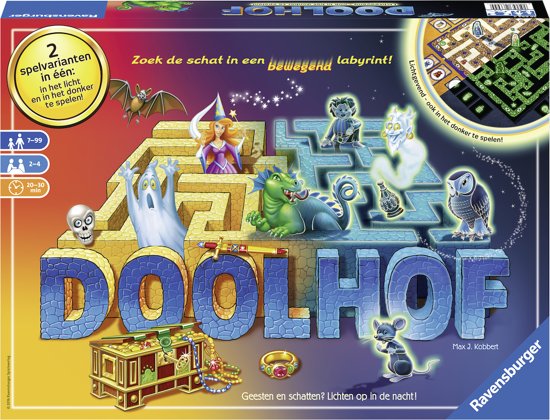 DOOLHOF
Zoek de schat in een bewegend labyrint!
2
spelvarianten
in één:
in het licht
en in het donker
te spelen!
Lichtgevend - ook in het donker te spelen!
7-99
2-4
20-30
min
DOOLHOF
Max J. Kobbert
Geesten en schatten? Lichten op in de nacht!
Ravensburger